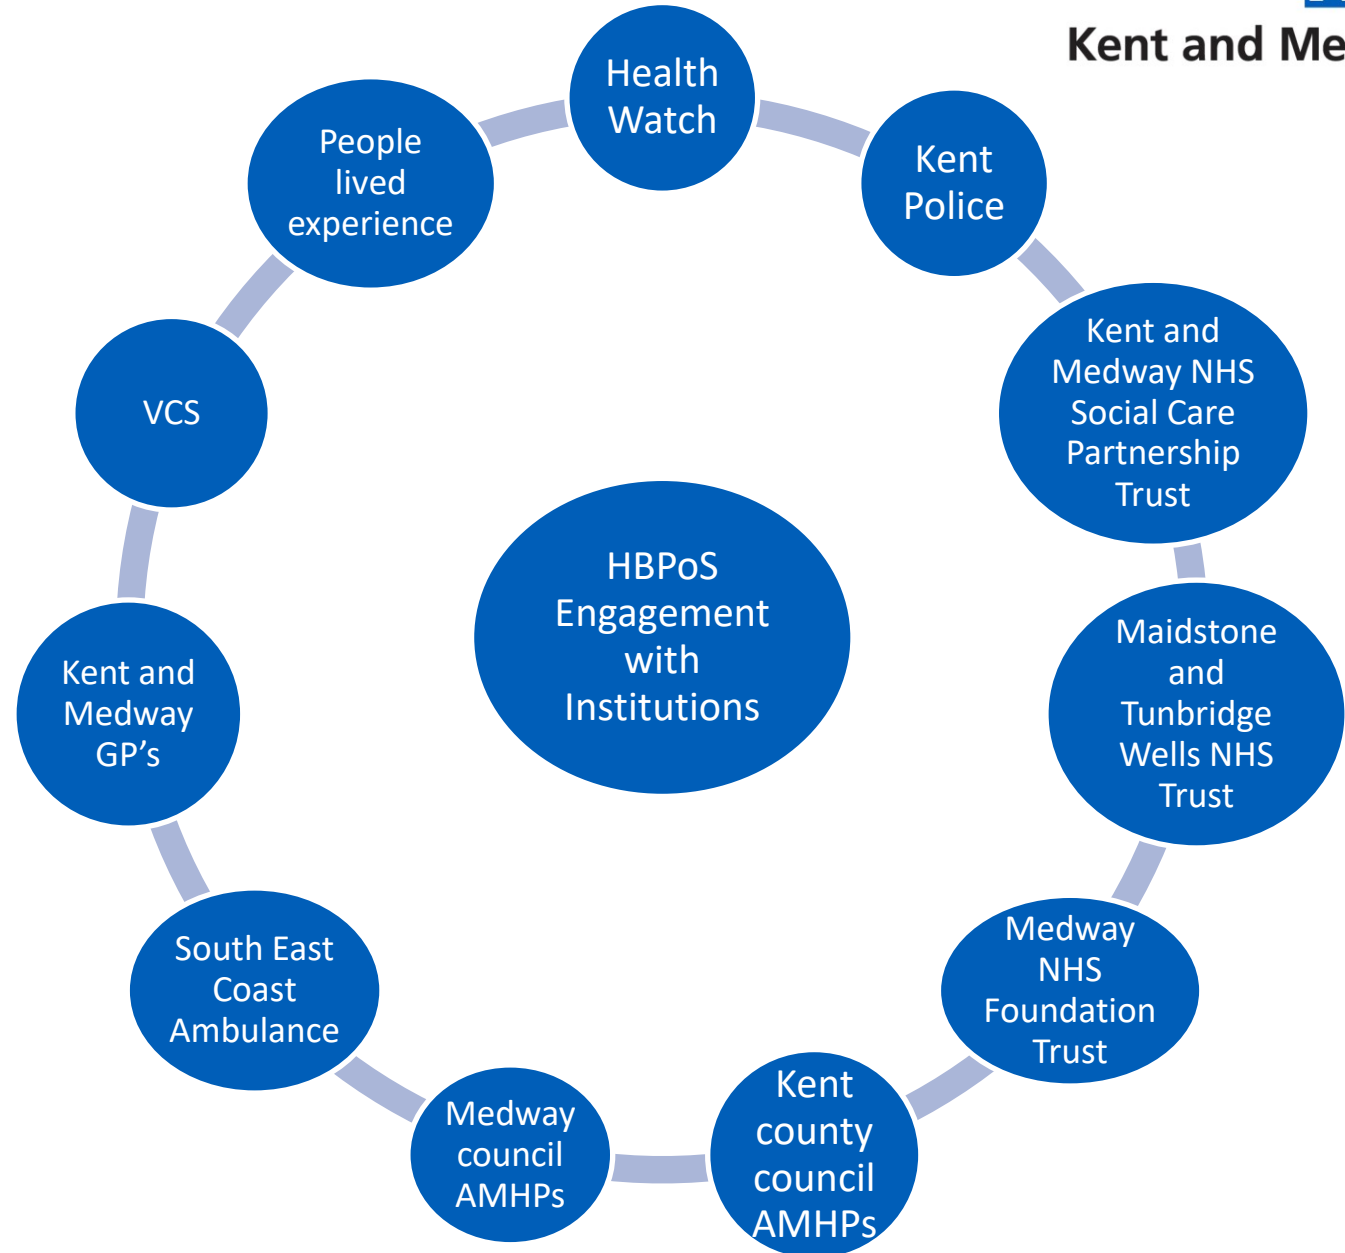 Kent and Me
Health
Watch
Kent
Police
Kent and
Medway NHS
Social Care
Partnership
Trust
Maidstone
and
Tunbridge
Wells NHS
Trust
Medway
NHS
Foundation
Trust
Kent
county
council
AMHPs
Medway
council
AMHPs
South East
Coast
Ambulance
Kent and
Medway
GP’s
VCS
People
lived
experience
HBPoS
Engagement
with
Institutions